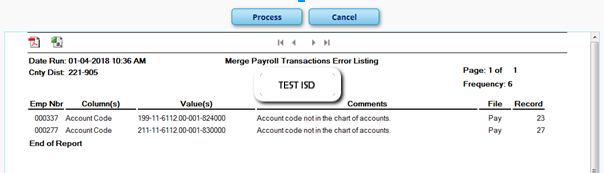 Process Cancel
Date Run: 01-04-2018 10:36 AM Merge Payroll Transactions Error Listing
Cnty Dist: 221-905 Page: 1 of 1
TEST ISD Frequency: 6
Emp Nbr Column(s) Value(s) Comments File Record
000337 Account Code 199-11-6112.00-001-824000 Account code not in the chart of accounts. Pay 23
000277 Account Code 211-11-6112.00-001-830000 Account code not in the chart of accounts. Pay 27
End of Report